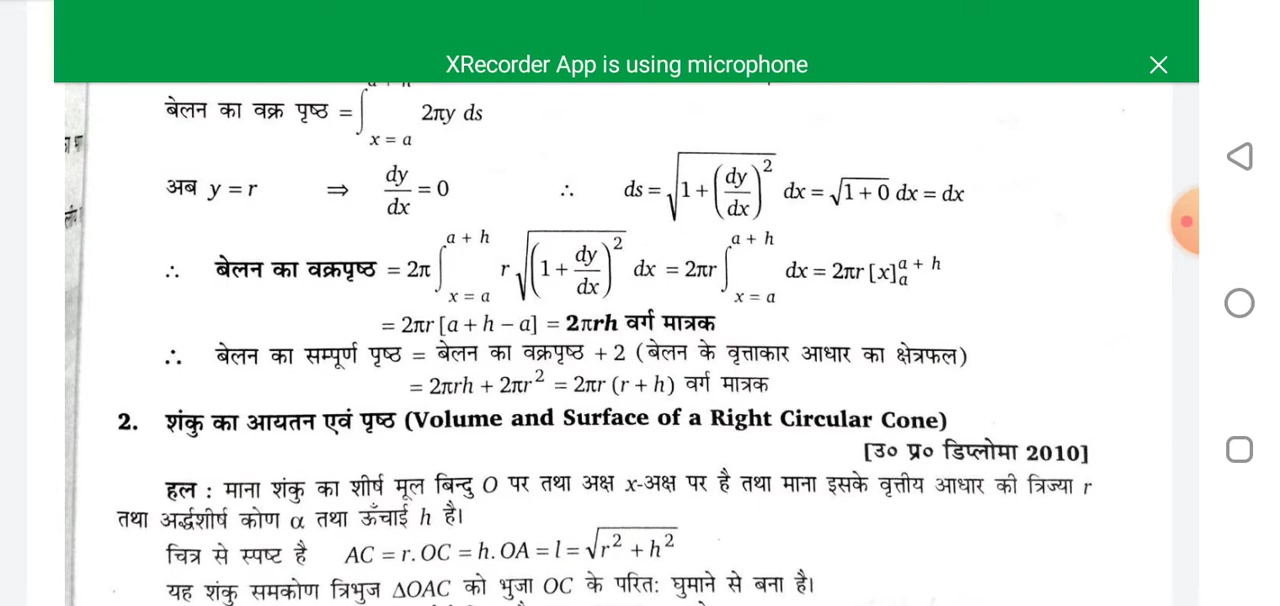 XRecorder App is using microphone
बेलन का वक्र पृष्ठ = ∫ x = a 2πy ds
अब y = r ⇒ dy/dx = 0 ∴ ds = √(1 + (dy/dx)^2) dx = √(1 + 0) dx = dx
∴ बेलन का वक्रपृष्ठ = 2π ∫_{x = a}^{a + h} r √((1 + dy/dx)^2) dx = 2πr ∫_{x = a}^{a + h} dx = 2πr [x]_a^{a + h}
= 2πr [a + h – a] = 2πrh वर्ग मात्रक
∴ बेलन का सम्पूर्ण पृष्ठ = बेलन का वक्रपृष्ठ + 2 (बेलन के वृत्ताकार आधार का क्षेत्रफल)
= 2πrh + 2πr^2 = 2πr (r + h) वर्ग मात्रक
2. शंकु का आयतन एवं पृष्ठ (Volume and Surface of a Right Circular Cone)
[उ० प्र० डिप्लोमा 2010]
हल : माना शंकु का शीर्ष मूल बिन्दु O पर तथा अक्ष x-अक्ष पर है तथा माना इसके वृत्तीय आधार की त्रिज्या r
तथा अर्द्धशीर्ष कोण α तथा ऊँचाई h है।
चित्र से स्पष्ट है AC = r. OC = h. OA = l = √(r^2 + h^2)
यह शंकु समकोण त्रिभुज ΔOAC को भुजा OC के परितः घुमाने से बना है।